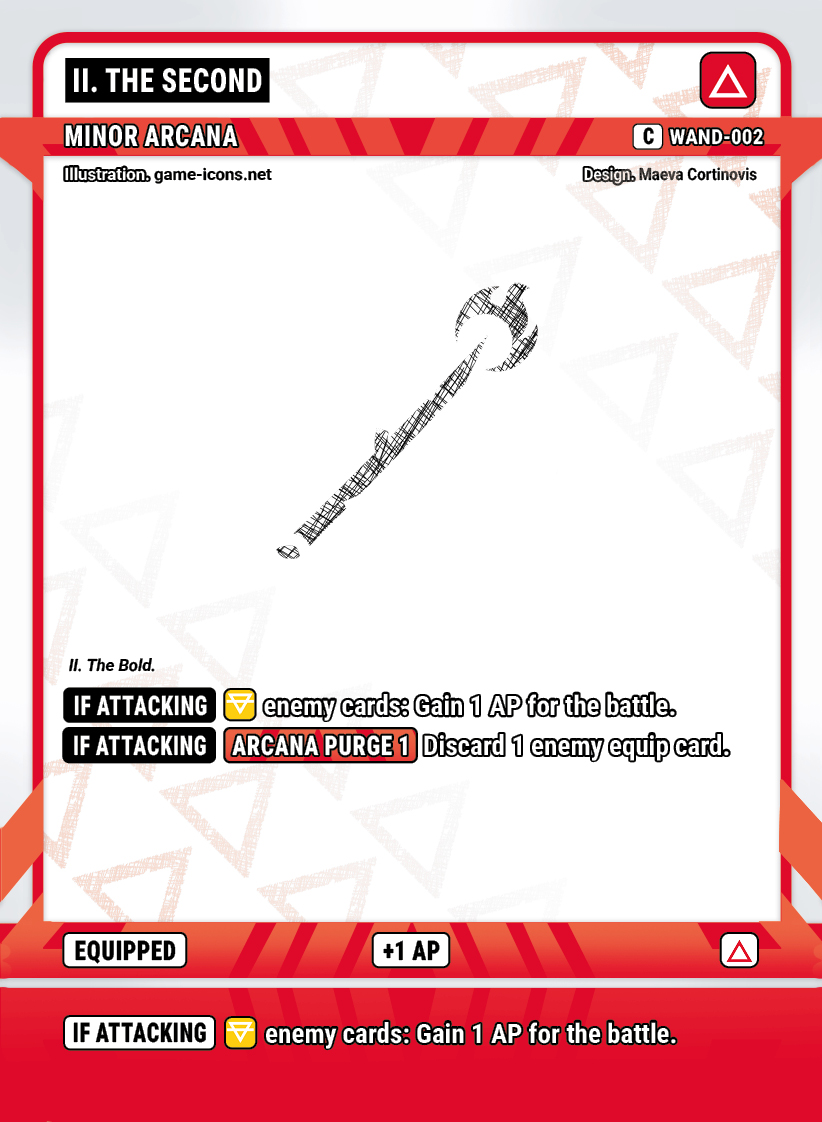 II. THE SECOND
MINOR ARCANA
C WAND-002
Illustration. game-icons.net
Design. Maeva Cortinovis
II. The Bold.
IF ATTACKING enemy cards: Gain 1 AP for the battle.
IF ATTACKING ARCANA PURGE 1 Discard 1 enemy equip card.
EQUIPPED +1 AP
IF ATTACKING enemy cards: Gain 1 AP for the battle.